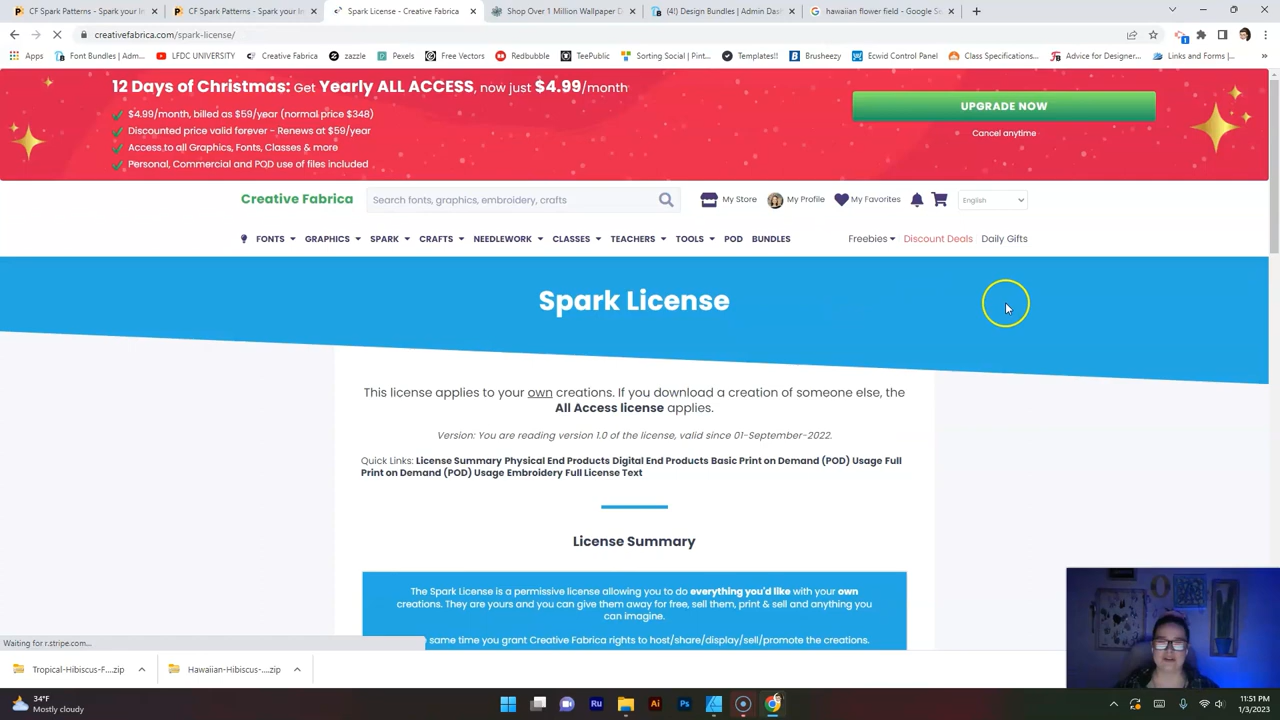 CF Spark Patterns - Spark your In
CF Spark Patterns - Spark your In
Spark License - Creative Fabrica
Shop Over 1 Million Wallpaper D
(41) Design Bundles | Admin Dash
hawaiian flower field - Google Se
creativefabrica.com/spark-license/
Apps Font Bundles | Adm... LFDC UNIVERSITY Creative Fabrica zazzle Pexels Free Vectors Redbubble TeePublic Sorting Social | Pint... Templates!! Brusheezy Ecwid Control Panel Class Specifications... Advice for Designer... Links and Forms |... »
12 Days of Christmas: Get Yearly ALL ACCESS, now just $4.99/month
$4.99/month, billed as $59/year (normal price $348)
Discounted price valid forever - Renews at $59/year
Access to all Graphics, Fonts, Classes & more
Personal, Commercial and POD use of files included
UPGRADE NOW
Cancel anytime
Creative Fabrica
Search fonts, graphics, embroidery, crafts
My Store My Profile My Favorites English
FONTS GRAPHICS SPARK CRAFTS NEEDLEWORK CLASSES TEACHERS TOOLS POD BUNDLES
Freebies Discount Deals Daily Gifts
Spark License
This license applies to your own creations. If you download a creation of someone else, the
All Access license applies.
Version: You are reading version 1.0 of the license, valid since 01-September-2022.
Quick Links: License Summary Physical End Products Digital End Products Basic Print on Demand (POD) Usage Full
Print on Demand (POD) Usage Embroidery Full License Text
License Summary
The Spark License is a permissive license allowing you to do everything you'd like with your own
creations. They are yours and you can give them away for free, sell them, print & sell and anything you
can imagine.
same time you grant Creative Fabrica rights to host/share/display/sell/promote the creations.
Waiting for r.stripe.com...
Tropical-Hibiscus-F....zip
Hawaiian-Hibiscus-....zip
34°F
Mostly cloudy
Ru Ai Ps
11:51 PM
1/3/2023